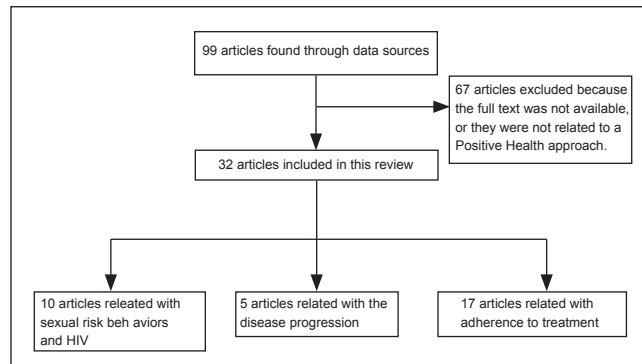 99 articles found through data sources
67 articles excluded because
the full text was not available,
or they were not related to a
Positive Health approach.
32 articles included in this review
10 articles releated with
sexual risk beh aviors
and HIV
5 articles related with the
disease progression
17 articles related with
adherence to treatment